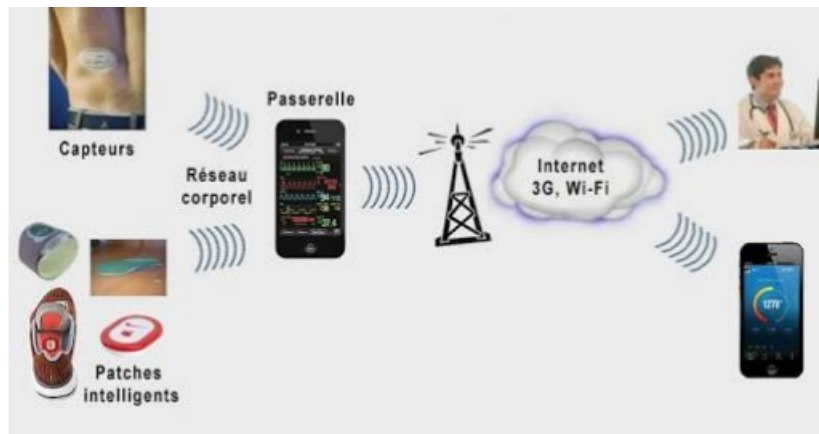 Capteurs
Passerelle
Réseau
corporel
Internet
3G, Wi-Fi
Patches
intelligents